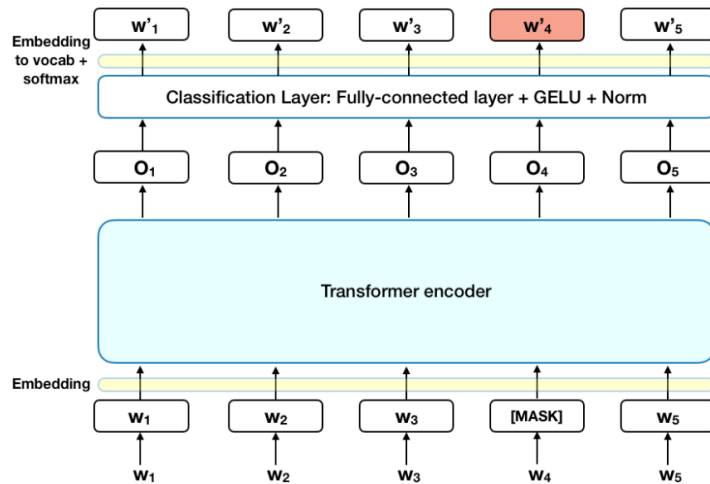 w'₁ w'₂ w'₃ w'₄ w'₅
Embedding
to vocab +
softmax
Classification Layer: Fully-connected layer + GELU + Norm
O₁ O₂ O₃ O₄ O₅
Transformer encoder
Embedding
w₁ w₂ w₃ [MASK] w₅
w₁ w₂ w₃ w₄ w₅